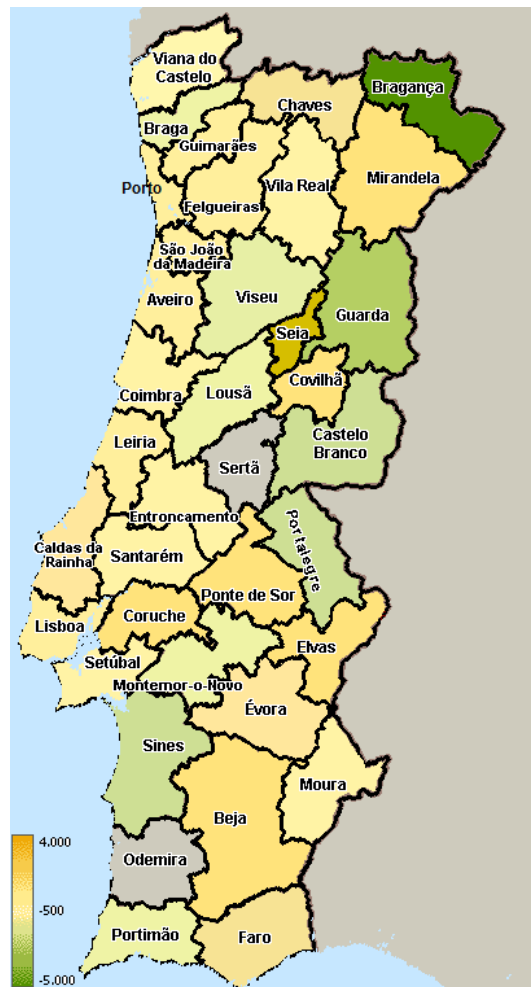 Viana do
Castelo
Bragança
Chaves
Braga
Guimarães
Vila Real
Mirandela
Porto
Felgueiras
São João
da Madeira
Aveiro
Viseu
Guarda
Seia
Covilhã
Coimbra
Lousã
Castelo
Branco
Leiria
Sertã
Entroncamento
Portalegre
Caldas da
Rainha
Santarém
Ponte de Sor
Coruche
Lisboa
Elvas
Setúbal
Montemor-o-Novo
Évora
Sines
Moura
Beja
4.000
Odemira
-500
Portimão
Faro
-5.000